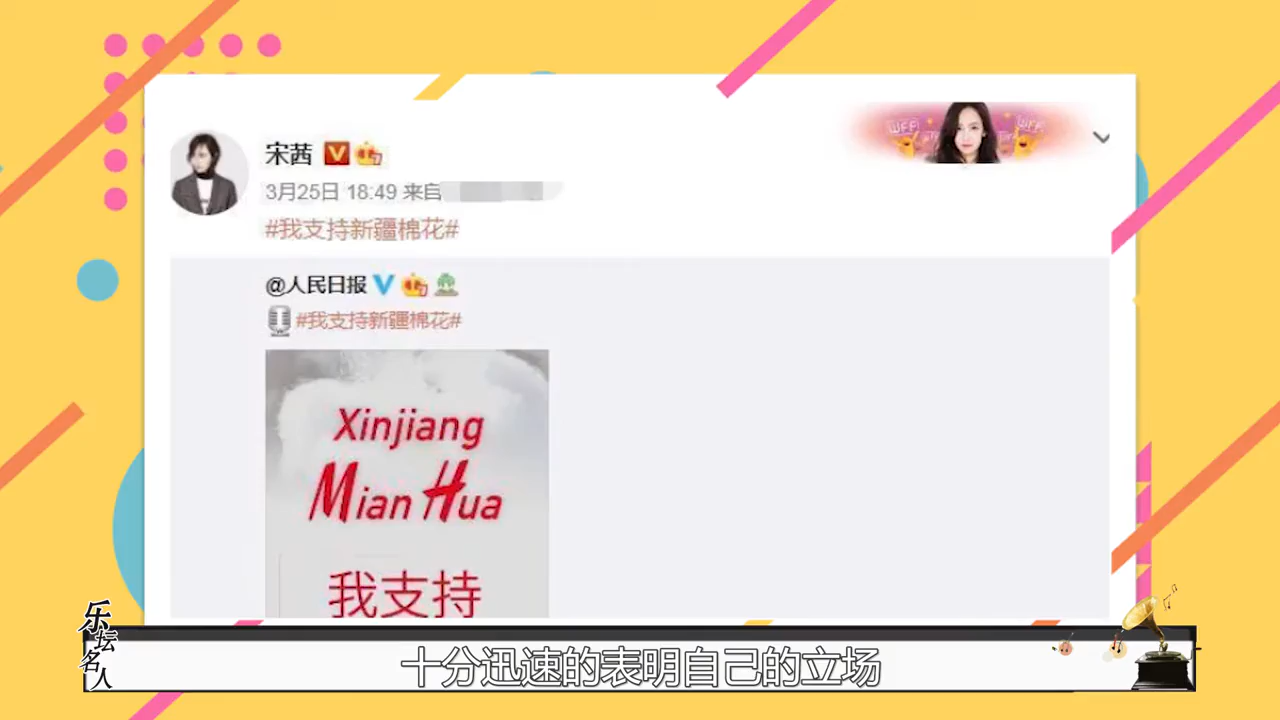 宋茜
3月25日 18:49 来自
#我支持新疆棉花#
@人民日报
#我支持新疆棉花#
Xinjiang
Mian Hua
我支持
十分迅速的表明自己的立场
乐坛名人